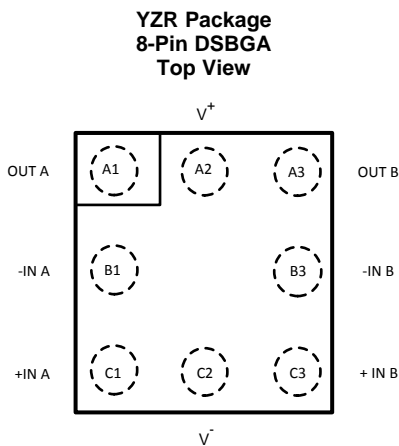 YZR Package
8-Pin DSBGA
Top View
V+
OUT A A1 A2 A3 OUT B
-IN A B1 B3 -IN B
+IN A C1 C2 C3 + IN B
V-